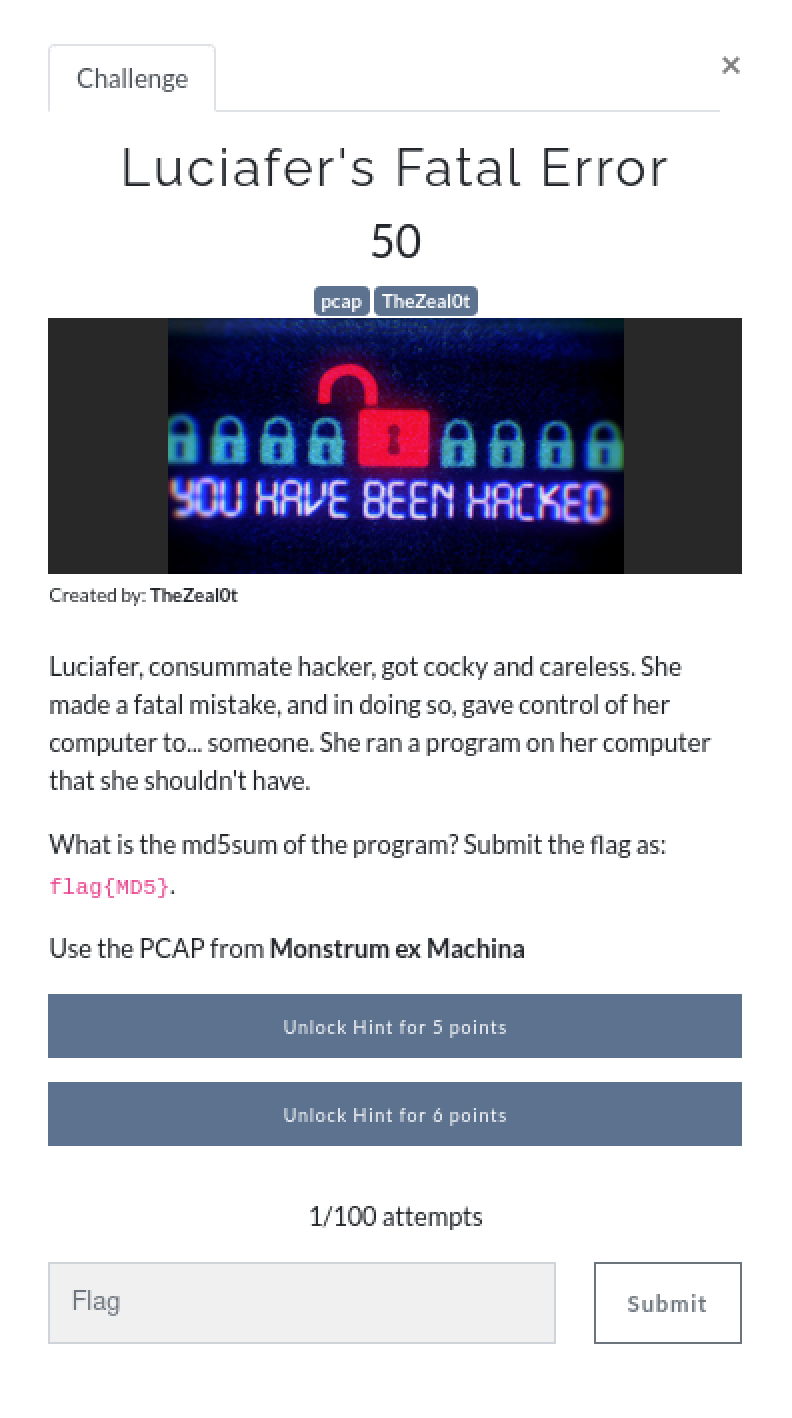 Challenge
×
Luciafer's Fatal Error
50
pcap TheZeal0t
YOU HAVE BEEN HACKED
Created by: TheZeal0t
Luciafer, consummate hacker, got cocky and careless. She
made a fatal mistake, and in doing so, gave control of her
computer to... someone. She ran a program on her computer
that she shouldn't have.
What is the md5sum of the program? Submit the flag as:
flag{MD5}.
Use the PCAP from Monstrum ex Machina
Unlock Hint for 5 points
Unlock Hint for 6 points
1/100 attempts
Flag
Submit